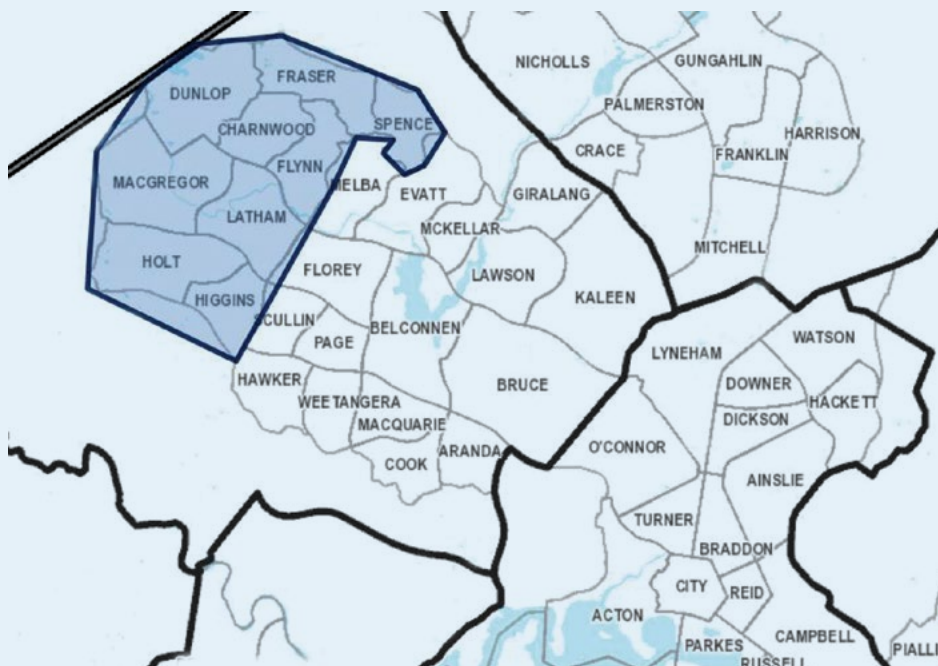 NICHOLLS
GUNGAHLIN
FRASER
DUNLOP
PALMERSTON
CHARNWOOD
SPENCE
HARRISON
CRACE
FRANKLIN
FLYNN
MACGREGOR
MELBA
EVATT
GIRALANG
LATHAM
MCKELLAR
MITCHELL
HOLT
FLOREY
LAWSON
KALEEN
HIGGINS
SCULLIN
BELCONNEN
PAGE
WATSON
LYNEHAM
HAWKER
BRUCE
DOWNER
WEETANGERA
HACKETT
MACQUARIE
DICKSON
ARANDA
O'CONNOR
COOK
AINSLIE
TURNER
BRADDON
CITY
REID
ACTON
CAMPBELL
PARKES
PIALLI
RUSSELL